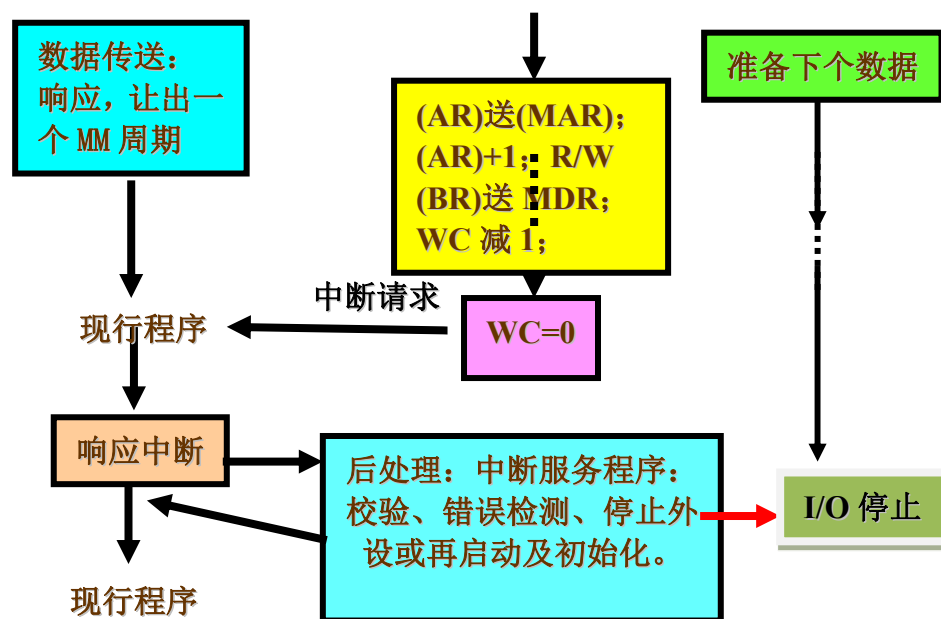 数据传送：
响应，让出一
个 MM 周期
(AR)送(MAR)；
(AR)+1； R/W
(BR)送 MDR；
WC 减 1；
准备下个数据
中断请求
现行程序
WC=0
响应中断
后处理：中断服务程序：
校验、错误检测、停止外
设或再启动及初始化。
I/O 停止
现行程序